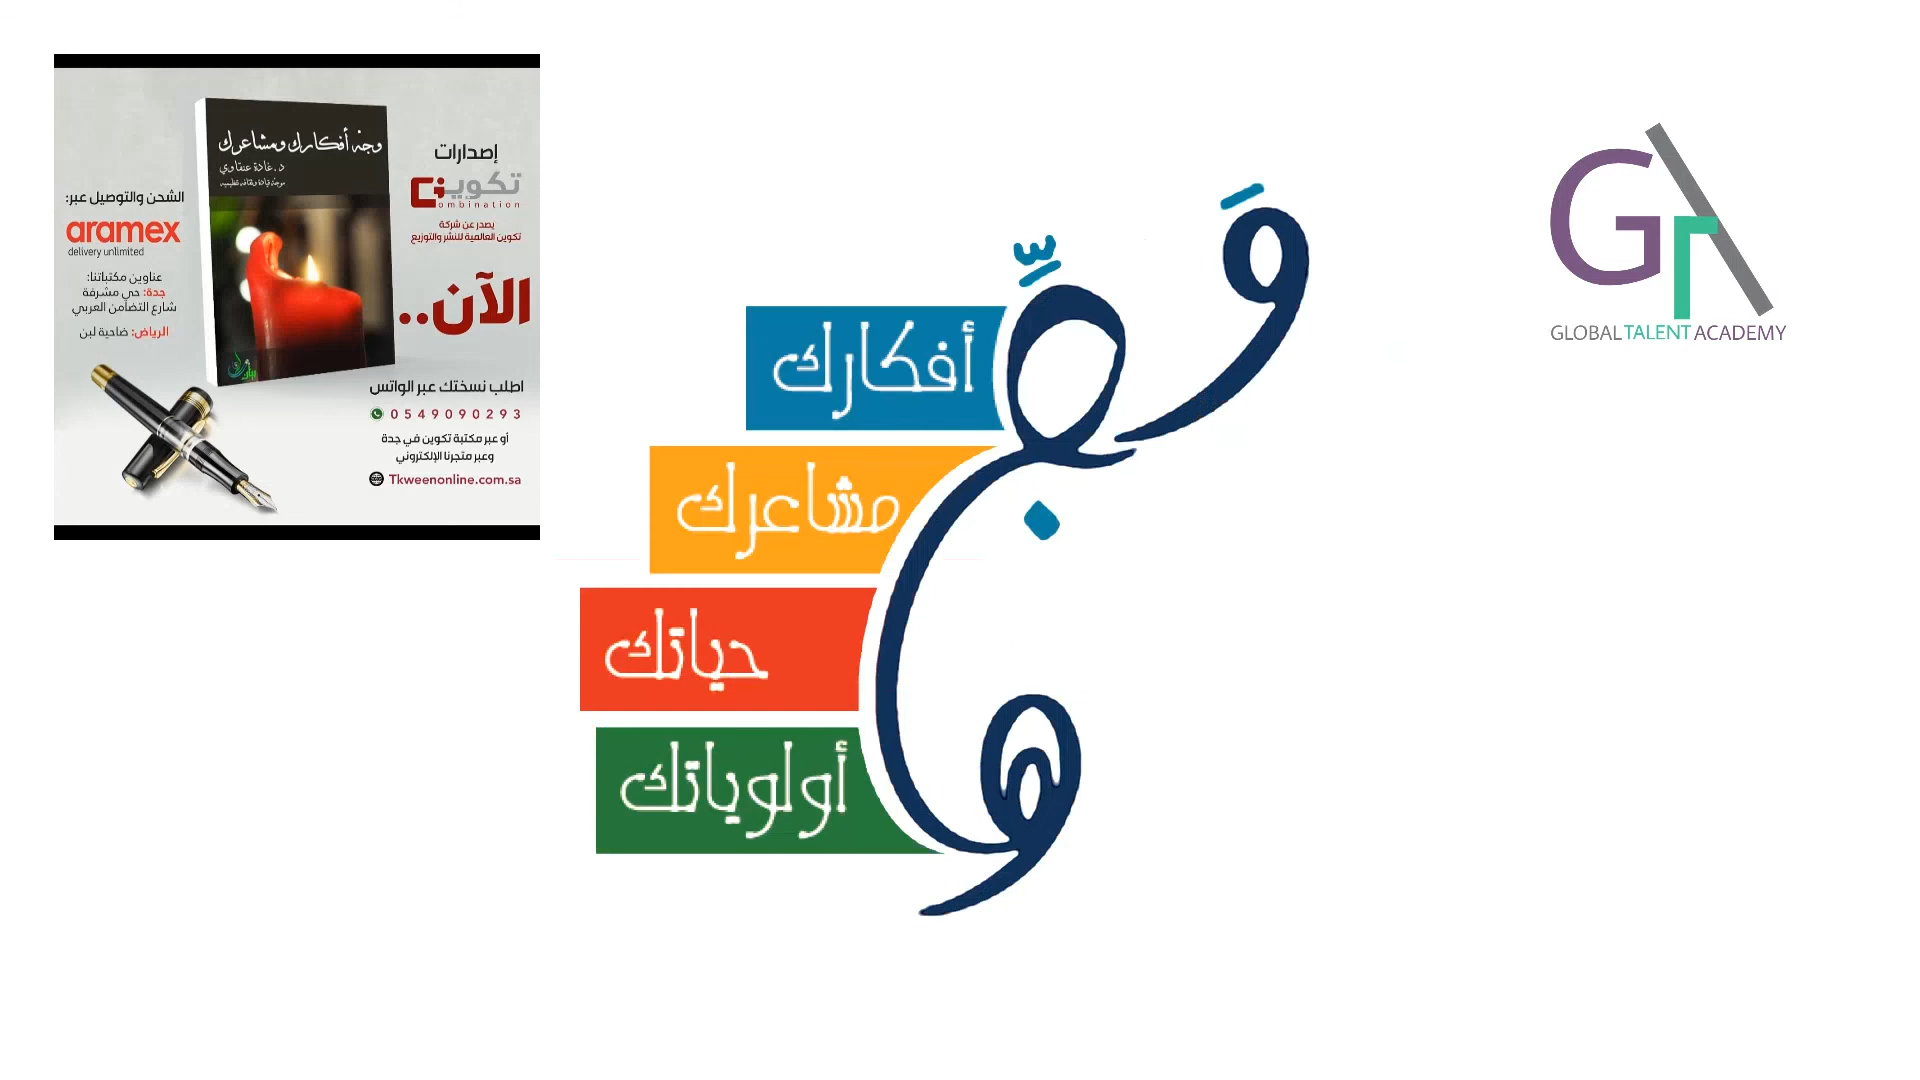 إصدارات
تكوين
Combination
يصدر عن شركة
تكوين العالمية للنشر والتوزيع
الآن..
وجه أفكارك ومشاعرك
د. غادة عنقاوي
الشحن والتوصيل عبر:
aramex
delivery unlimited
عناوين مكتباتنا:
جدة: حي مشرفة
شارع التضامن العربي
الرياض: ضاحية لبن
اطلب نسختك عبر الواتس
0549090293
أو عبر مكتبة تكوين في جدة
وعبر متجرنا الإلكتروني
Tkweenonline.com.sa
وَجِّه
أفكارك
مشاعرك
حياتك
أولوياتك
GTA
GLOBAL TALENT ACADEMY